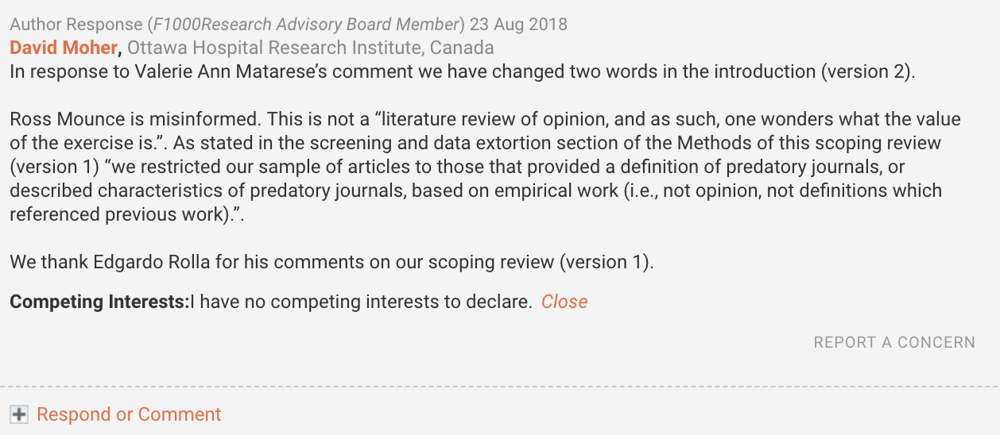 Author Response (F1000Research Advisory Board Member) 23 Aug 2018
David Moher, Ottawa Hospital Research Institute, Canada
In response to Valerie Ann Matarese’s comment we have changed two words in the introduction (version 2).
Ross Mounce is misinformed. This is not a “literature review of opinion, and as such, one wonders what the value
of the exercise is.”. As stated in the screening and data extortion section of the Methods of this scoping review
(version 1) “we restricted our sample of articles to those that provided a definition of predatory journals, or
described characteristics of predatory journals, based on empirical work (i.e., not opinion, not definitions which
referenced previous work).”.
We thank Edgardo Rolla for his comments on our scoping review (version 1).
Competing Interests:I have no competing interests to declare. Close
REPORT A CONCERN
Respond or Comment